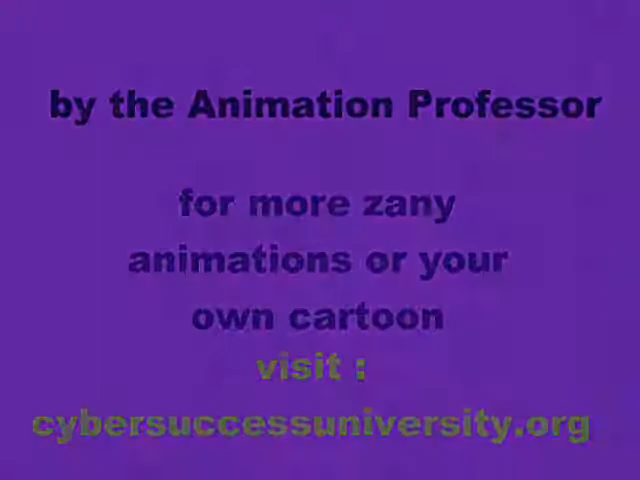 by the Animation Professor
for more zany
animations or your
own cartoon
visit :
cybersuccessuniversity.org